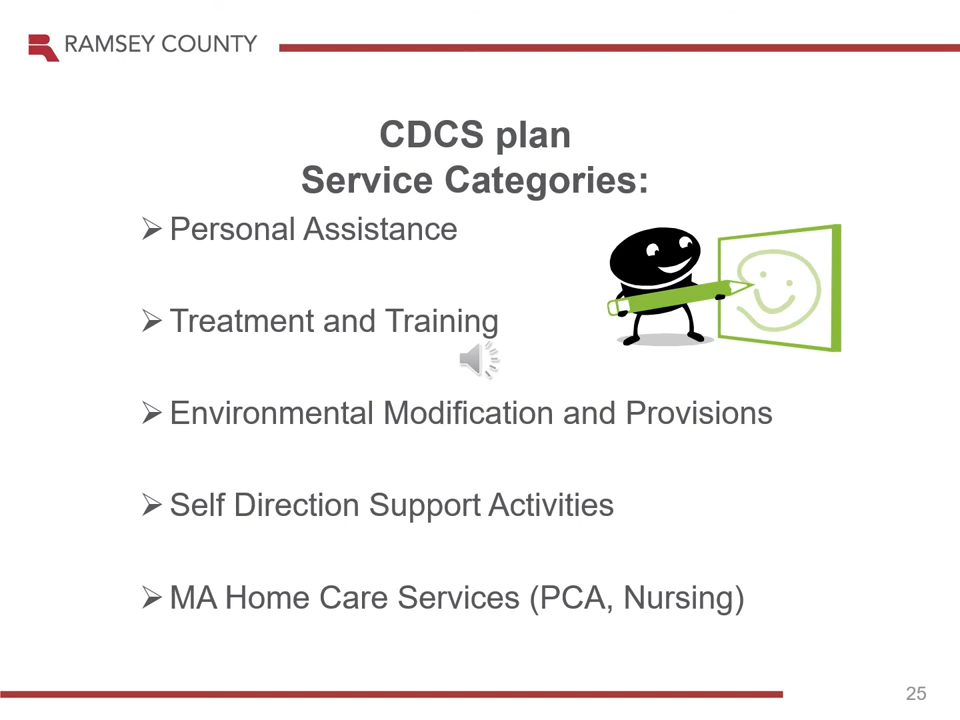 RAMSEY COUNTY
CDCS plan
Service Categories:
➢ Personal Assistance
➢ Treatment and Training
➢ Environmental Modification and Provisions
➢ Self Direction Support Activities
➢ MA Home Care Services (PCA, Nursing)
25